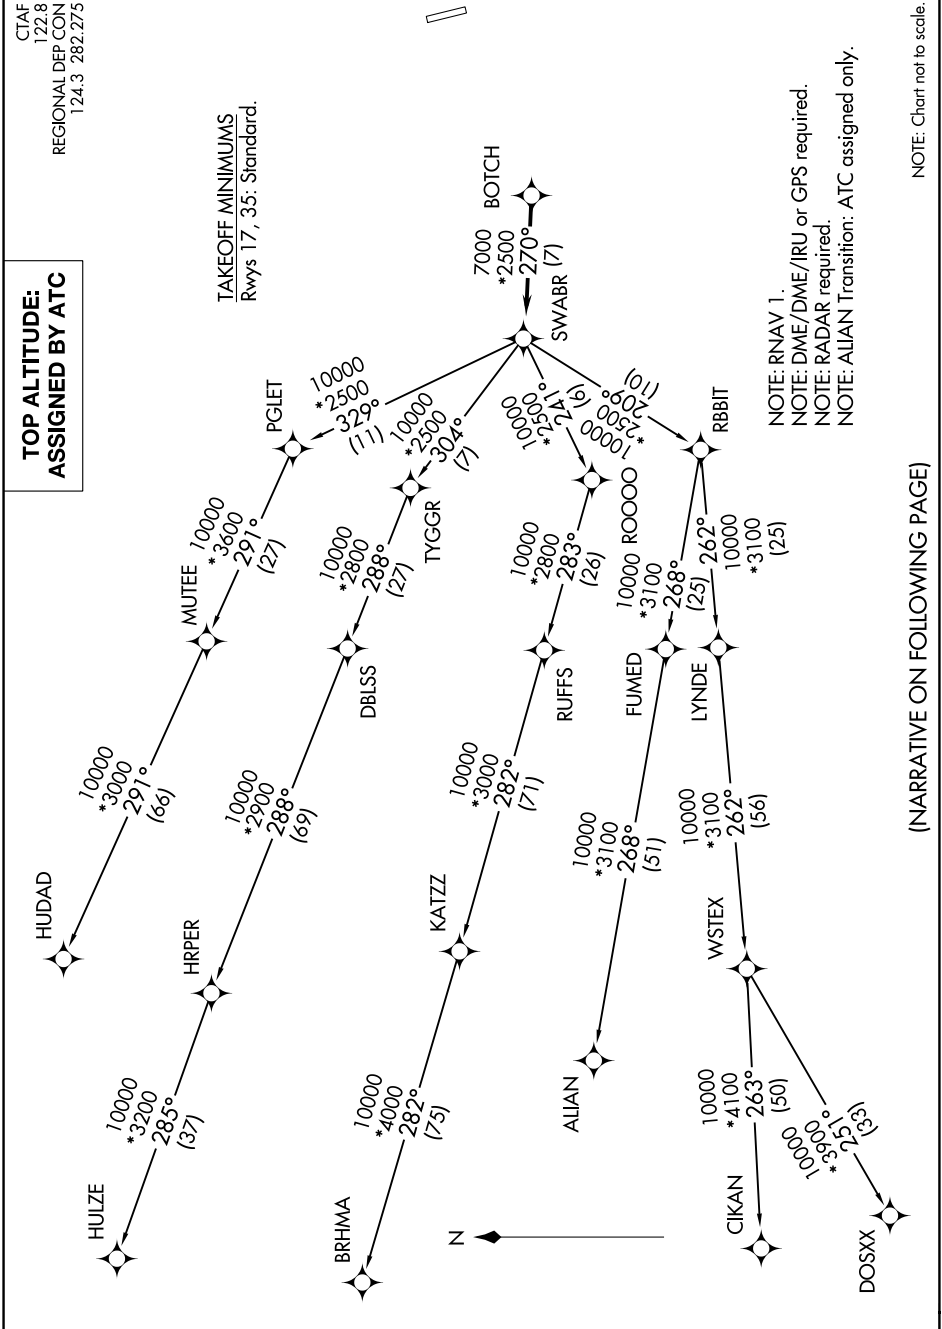 CTAF
122.8
REGIONAL DEP CON
124.3 282.275
TOP ALTITUDE:
ASSIGNED BY ATC
TAKEOFF MINIMUMS
Rwys 17, 35: Standard.
HUDAD
10000
*3000
291°
(66)
MUTEE
10000
*3600
291°
(27)
PGLET
10000
*2500
329°
(11)
HULZE
10000
*3200
285°
(37)
HRPER
10000
*2900
288°
(69)
DBLSS
10000
*2800
288°
(27)
TYGGR
10000
*2500
304°
(7)
BOTCH
7000
*2500
270°
(7)
SWABR
BRHMA
10000
*4000
282°
(75)
KATZZ
10000
*3000
282°
(71)
RUFFS
10000
*2800
283°
(26)
ROOOO
10000
*2500
241°
(9)
N
ALIAN
10000
*3100
268°
(51)
FUMED
10000
*3100
268°
(25)
RBBIT
10000
*2500
209°
(10)
CIKAN
10000
*4100
263°
(50)
WSTEX
10000
*3100
262°
(56)
LYNDE
262°
10000
*3100
(25)
DOSXX
10000
*3900
251°
(33)
NOTE: RNAV 1.
NOTE: DME/DME/IRU or GPS required.
NOTE: RADAR required.
NOTE: ALIAN Transition: ATC assigned only.
(NARRATIVE ON FOLLOWING PAGE)
NOTE: Chart not to scale.